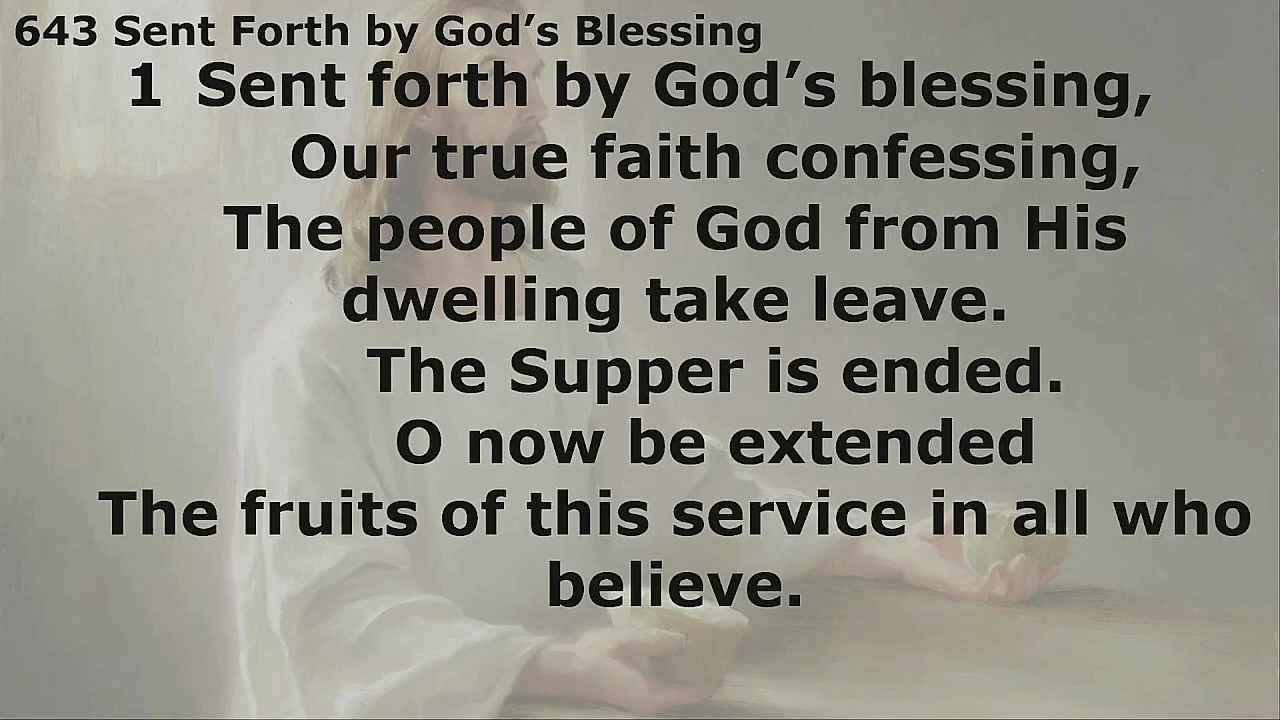 643 Sent Forth by God’s Blessing
1 Sent forth by God’s blessing,
Our true faith confessing,
The people of God from His
dwelling take leave.
The Supper is ended.
O now be extended
The fruits of this service in all who
believe.